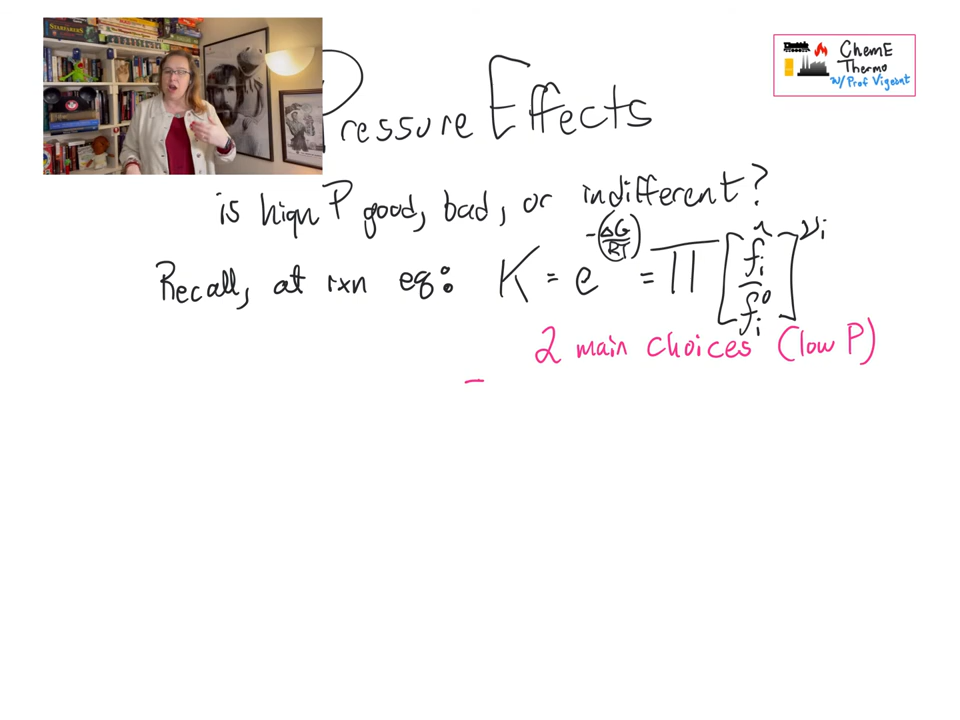 Pressure Effects
ChemE
Thermo
w/ Prof Vigeant
is high P good, bad, or indifferent?
Recall, at rxn eq: K = e^-(ΔG/RT) = Π [f̂i/fi°]^νi
2 main choices (low P)